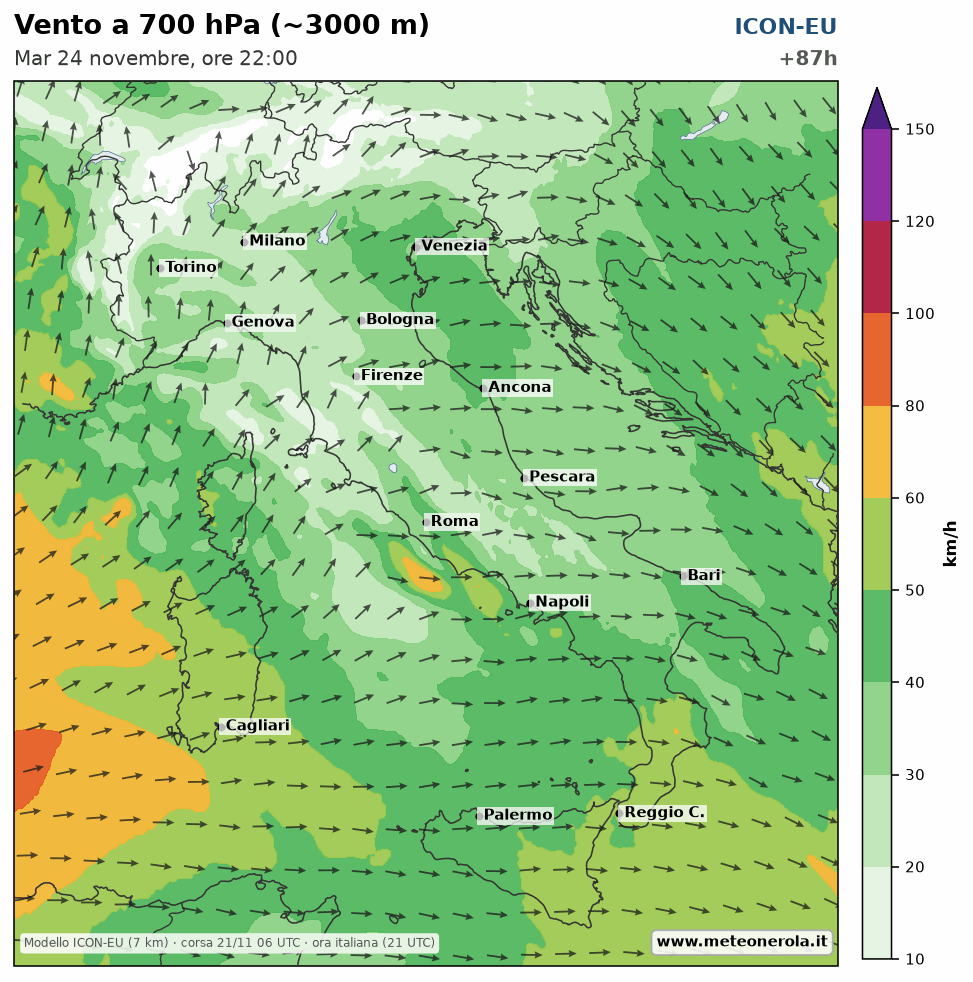 Vento a 700 hPa (~3000 m)
ICON-EU
Mar 24 novembre, ore 22:00
+87h
150
120
100
80
60
50
40
30
20
10
km/h
Milano
Venezia
Torino
Genova
Bologna
Firenze
Ancona
Pescara
Roma
Bari
Napoli
Cagliari
Palermo
Reggio C.
Modello ICON-EU (7 km) · corsa 21/11 06 UTC · ora italiana (21 UTC)
www.meteonerola.it